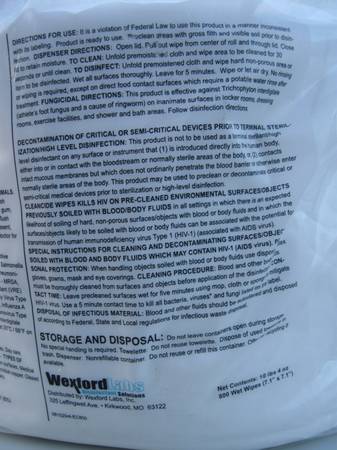 DIRECTIONS FOR USE: It is a violation of Federal Law to use this product in a manner inconsistent
with its labeling. Product is ready to use. clean areas with gross filth and visible soil prior to disin-
fection. DISPENSER DIRECTIONS: Open lid. Pull out wipe from center of roll and through lid. Close
lid to retain moisture. TO CLEAN: Unfold premoistened cloth and wipe area to be cleaned for 30
seconds or until clean. TO DISINFECT: Unfold premoistened cloth and wipe hard non-porous area or
item to be disinfected. Wet all surfaces thoroughly. Leave for 5 minutes. Wipe or let air dry. No rinsing
or wiping is required, except on direct food contact surfaces which require a potable water rinse after
treatment. FUNGICIDAL DIRECTIONS: This product is effective against Trichophyton interdigitale
(athlete's foot fungus and a cause of ringworm) on inanimate surfaces in locker rooms, dressing
rooms, exercise facilities, and shower and bath areas. Follow disinfection directions
DECONTAMINATION OF CRITICAL OR SEMI-CRITICAL DEVICES PRIOR TO TERMINAL STERIL-
IZATION/HIGH LEVEL DISINFECTION: This product is not to be used as a terminal sterilant/high
level disinfectant on any surface or instrument that (1) is introduced directly into the human body,
either into or in contact with the bloodstream or normally sterile areas of the body, or (2) contacts
intact mucous membranes but which does not ordinarily penetrate the blood barrier or otherwise enter
normally sterile areas of the body. This product may be used to preclean or decontaminate critical or
semi-critical medical devices prior to sterilization or high-level disinfection.
CLEANCIDE WIPES KILLS HIV ON PRE-CLEANED ENVIRONMENTAL SURFACES/OBJECTS
PREVIOUSLY SOILED WITH BLOOD/BODY FLUIDS in all settings in which there is an expected
likelihood of soiling of hard, non-porous surfaces/objects with blood or body fluids and in which the
surfaces/objects likely to be soiled with blood or body fluids can be associated with the potential for
transmission of human immunodeficiency virus Type 1 (HIV-1) (associated with AIDS virus).
SPECIAL INSTRUCTIONS FOR CLEANING AND DECONTAMINATING SURFACES/OBJECTS
SOILED WITH BLOOD AND BODY FLUIDS WHICH MAY CONTAIN HIV-1 (AIDS virus). PER-
SONAL PROTECTION: When handling objects soiled with blood or body fluids use disposable
gloves, gowns, mask and eye coverings. CLEANING PROCEDURE: Blood and other body fluids
must be thoroughly cleaned from surfaces and objects before application of the disinfectant. CON-
TACT TIME: Leave precleaned surfaces wet for five minutes using mop, cloth or sponge
HIV-1 virus. Use a 5 minute contact time to kill all bacteria, viruses* and fungi
DISPOSAL OF INFECTIOUS MATERIAL: Blood and other fluids should be and disposed
of according to Federal, State and Local regulations for infectious waste disposal.
STORAGE AND DISPOSAL: Do not leave containers open during storage.
No special handling is required. Towelette: Do not reuse towelette. Dispose of used towelette in
trash. Dispenser: Nonrefillable container. Do not reuse or refill this container.
available.
Wexford Labs
Disinfectant Solutions
Distributed by: Wexford Labs, Inc.
325 Leffingwell Ave. • Kirkwood, MO 63122
Net Contents: 10 lbs 4 oz
800 Wet Wipes (7.1" x 7.1")